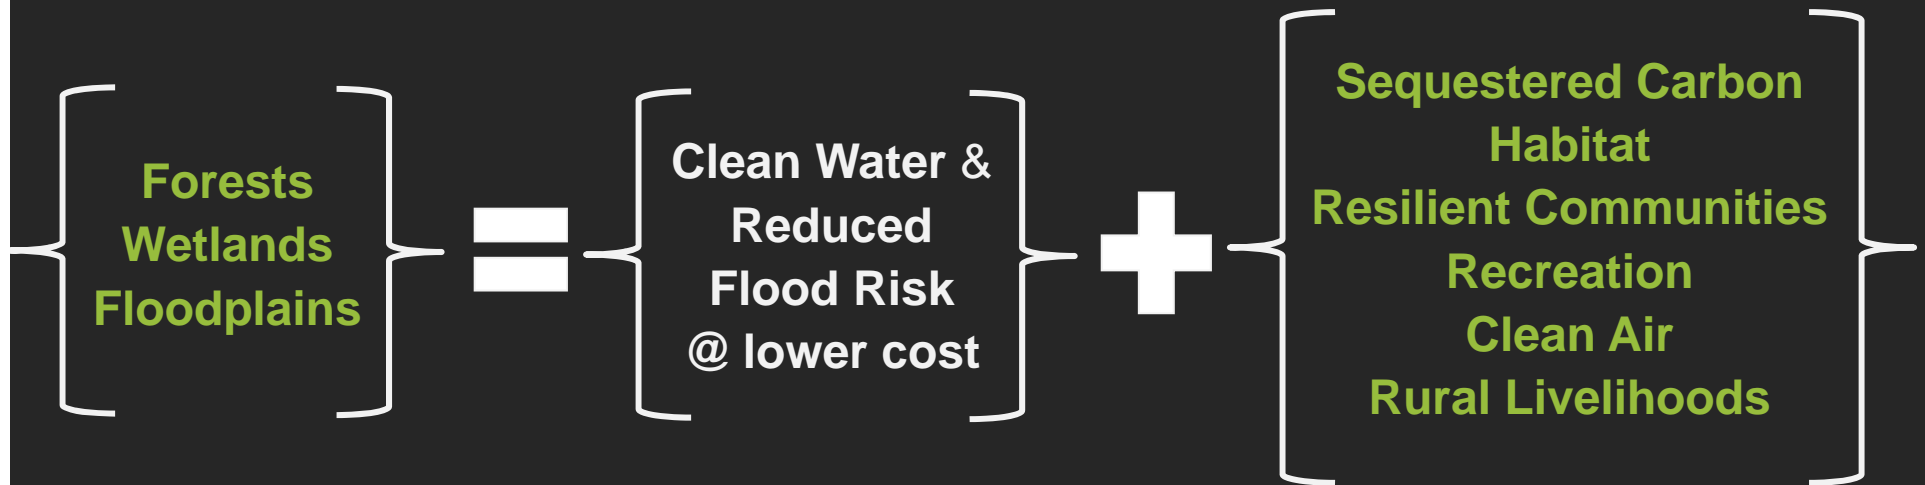 Forests
Wetlands
Floodplains
=
Clean Water &
Reduced
Flood Risk
@ lower cost
+
Sequestered Carbon
Habitat
Resilient Communities
Recreation
Clean Air
Rural Livelihoods